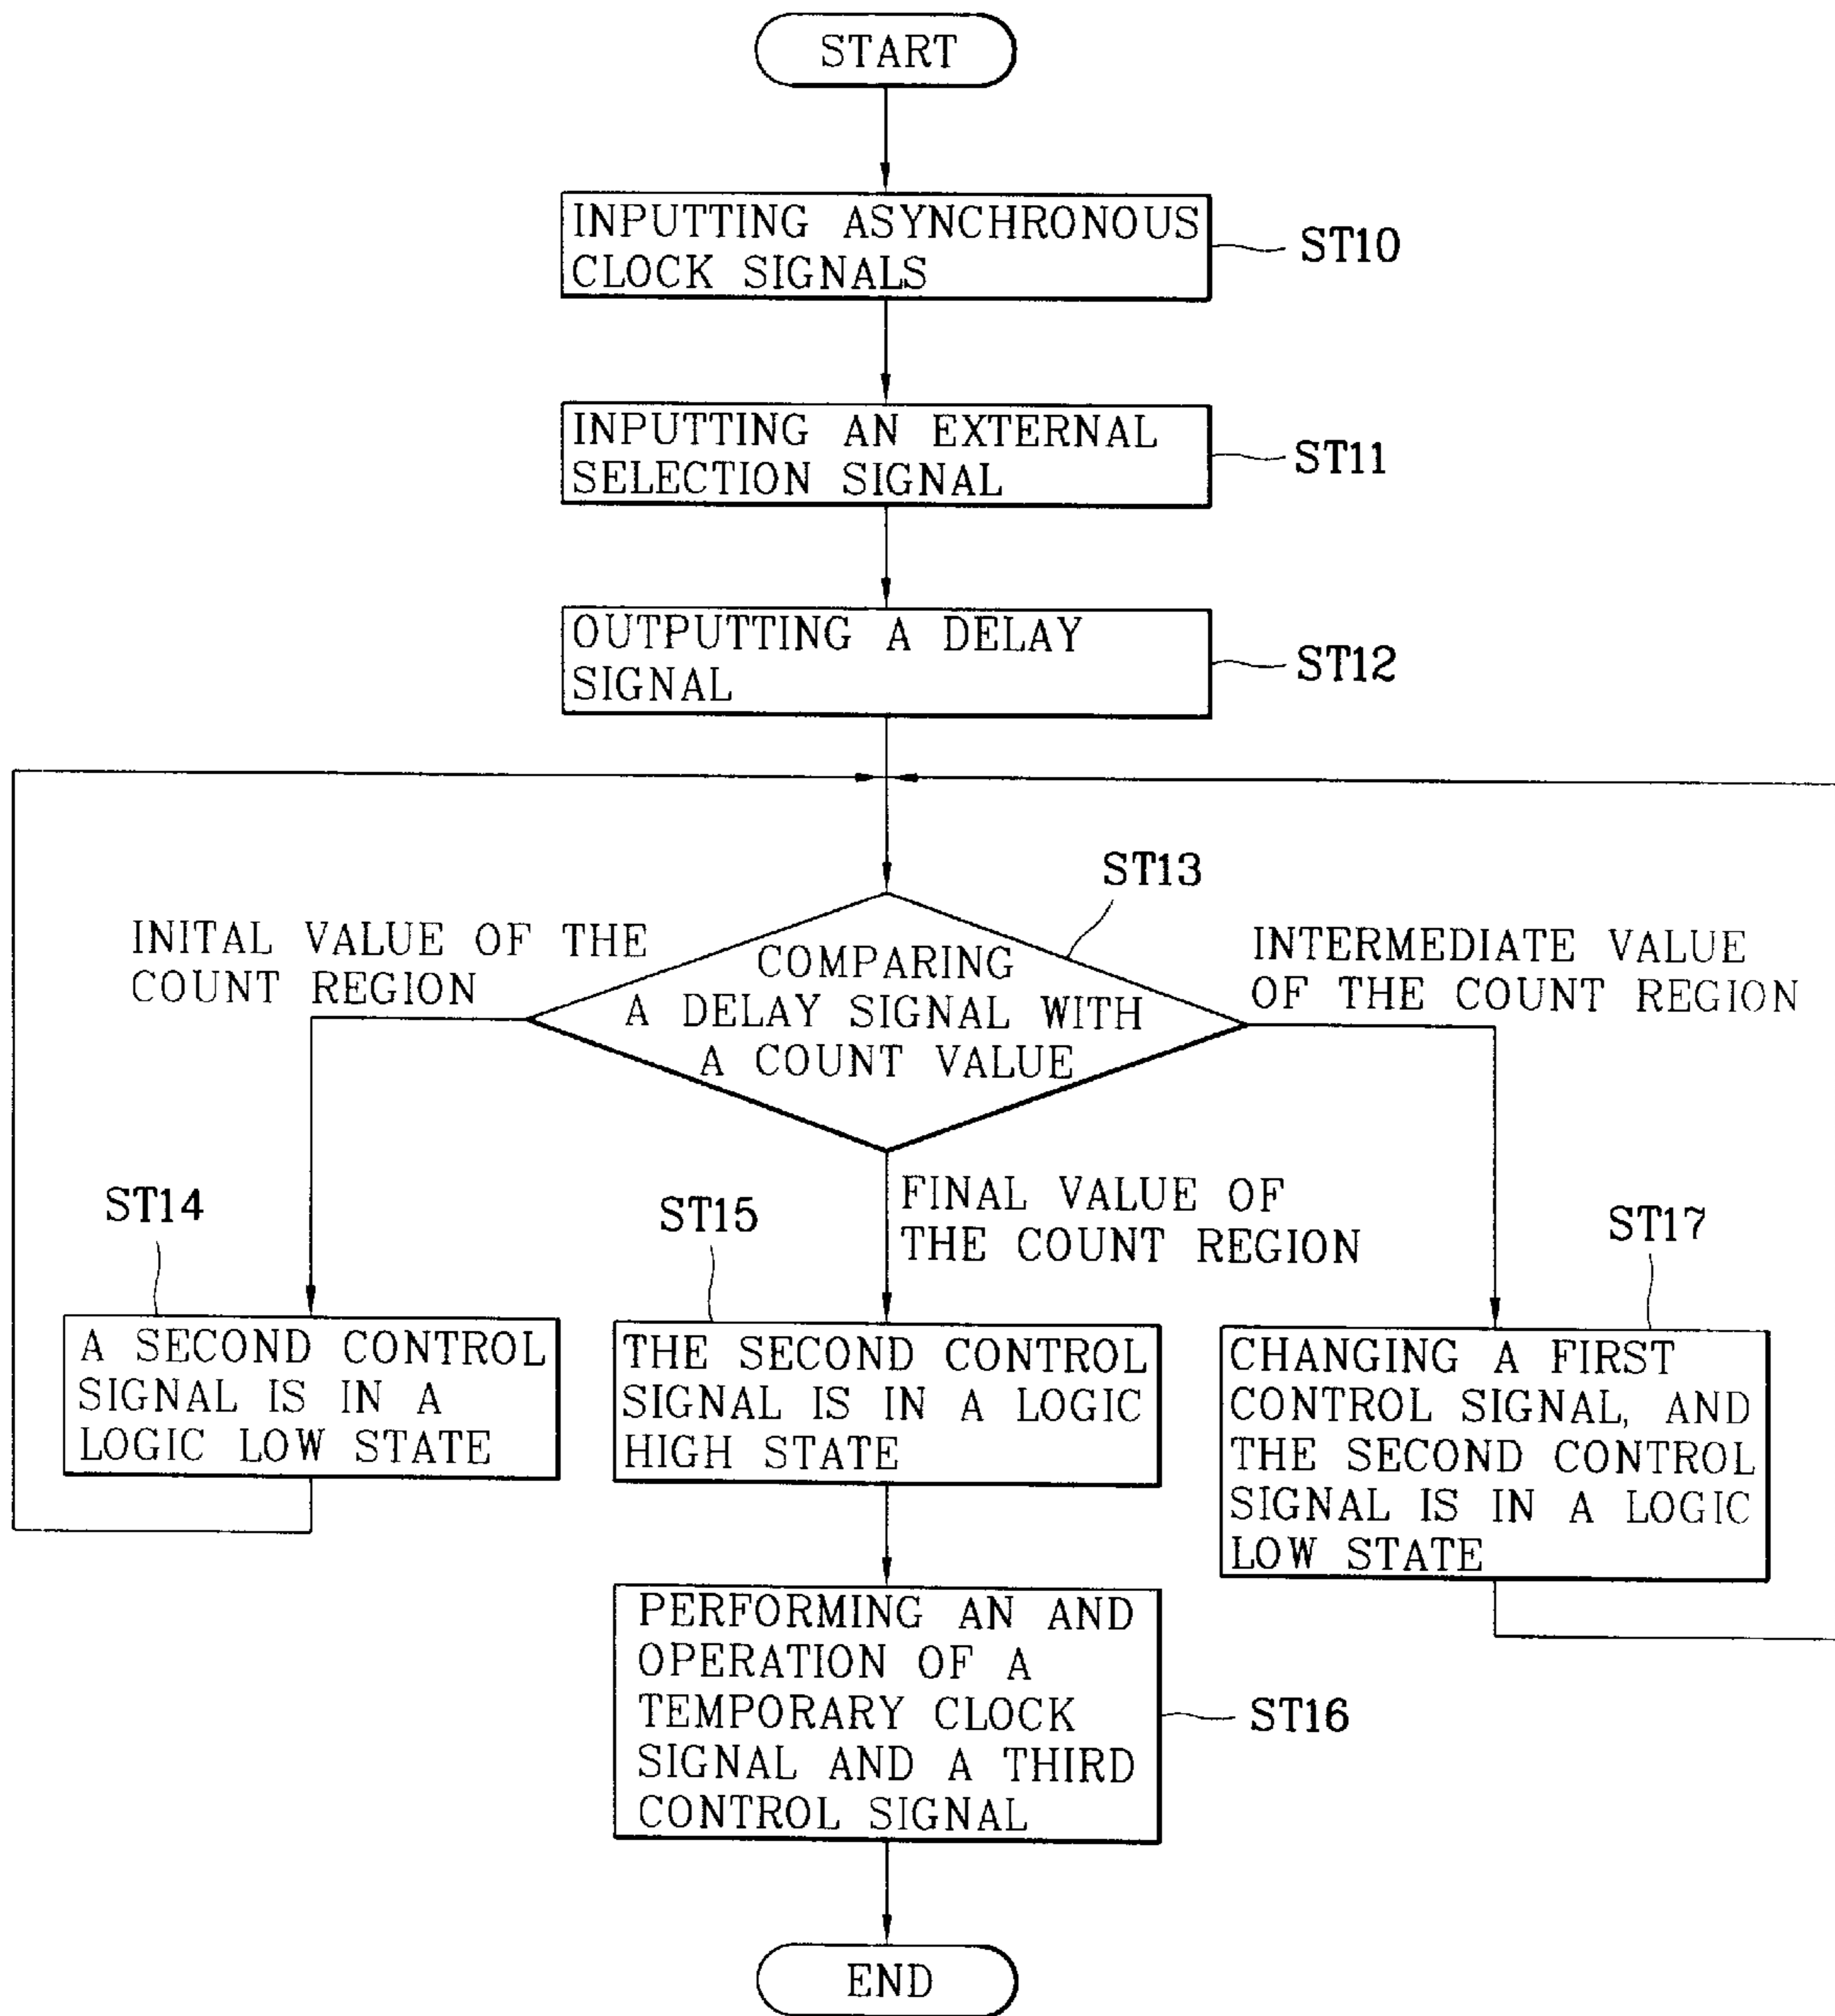 START
INPUTTING ASYNCHRONOUS
CLOCK SIGNALS
ST10
INPUTTING AN EXTERNAL
SELECTION SIGNAL
ST11
OUTPUTTING A DELAY
SIGNAL
ST12
ST13
INITAL VALUE OF THE
COUNT REGION
COMPARING
A DELAY SIGNAL WITH
A COUNT VALUE
INTERMEDIATE VALUE
OF THE COUNT REGION
FINAL VALUE OF
THE COUNT REGION
ST14
A SECOND CONTROL
SIGNAL IS IN A
LOGIC LOW STATE
ST15
THE SECOND CONTROL
SIGNAL IS IN A LOGIC
HIGH STATE
ST17
CHANGING A FIRST
CONTROL SIGNAL, AND
THE SECOND CONTROL
SIGNAL IS IN A LOGIC
LOW STATE
PERFORMING AN AND
OPERATION OF A
TEMPORARY CLOCK
SIGNAL AND A THIRD
CONTROL SIGNAL
ST16
END